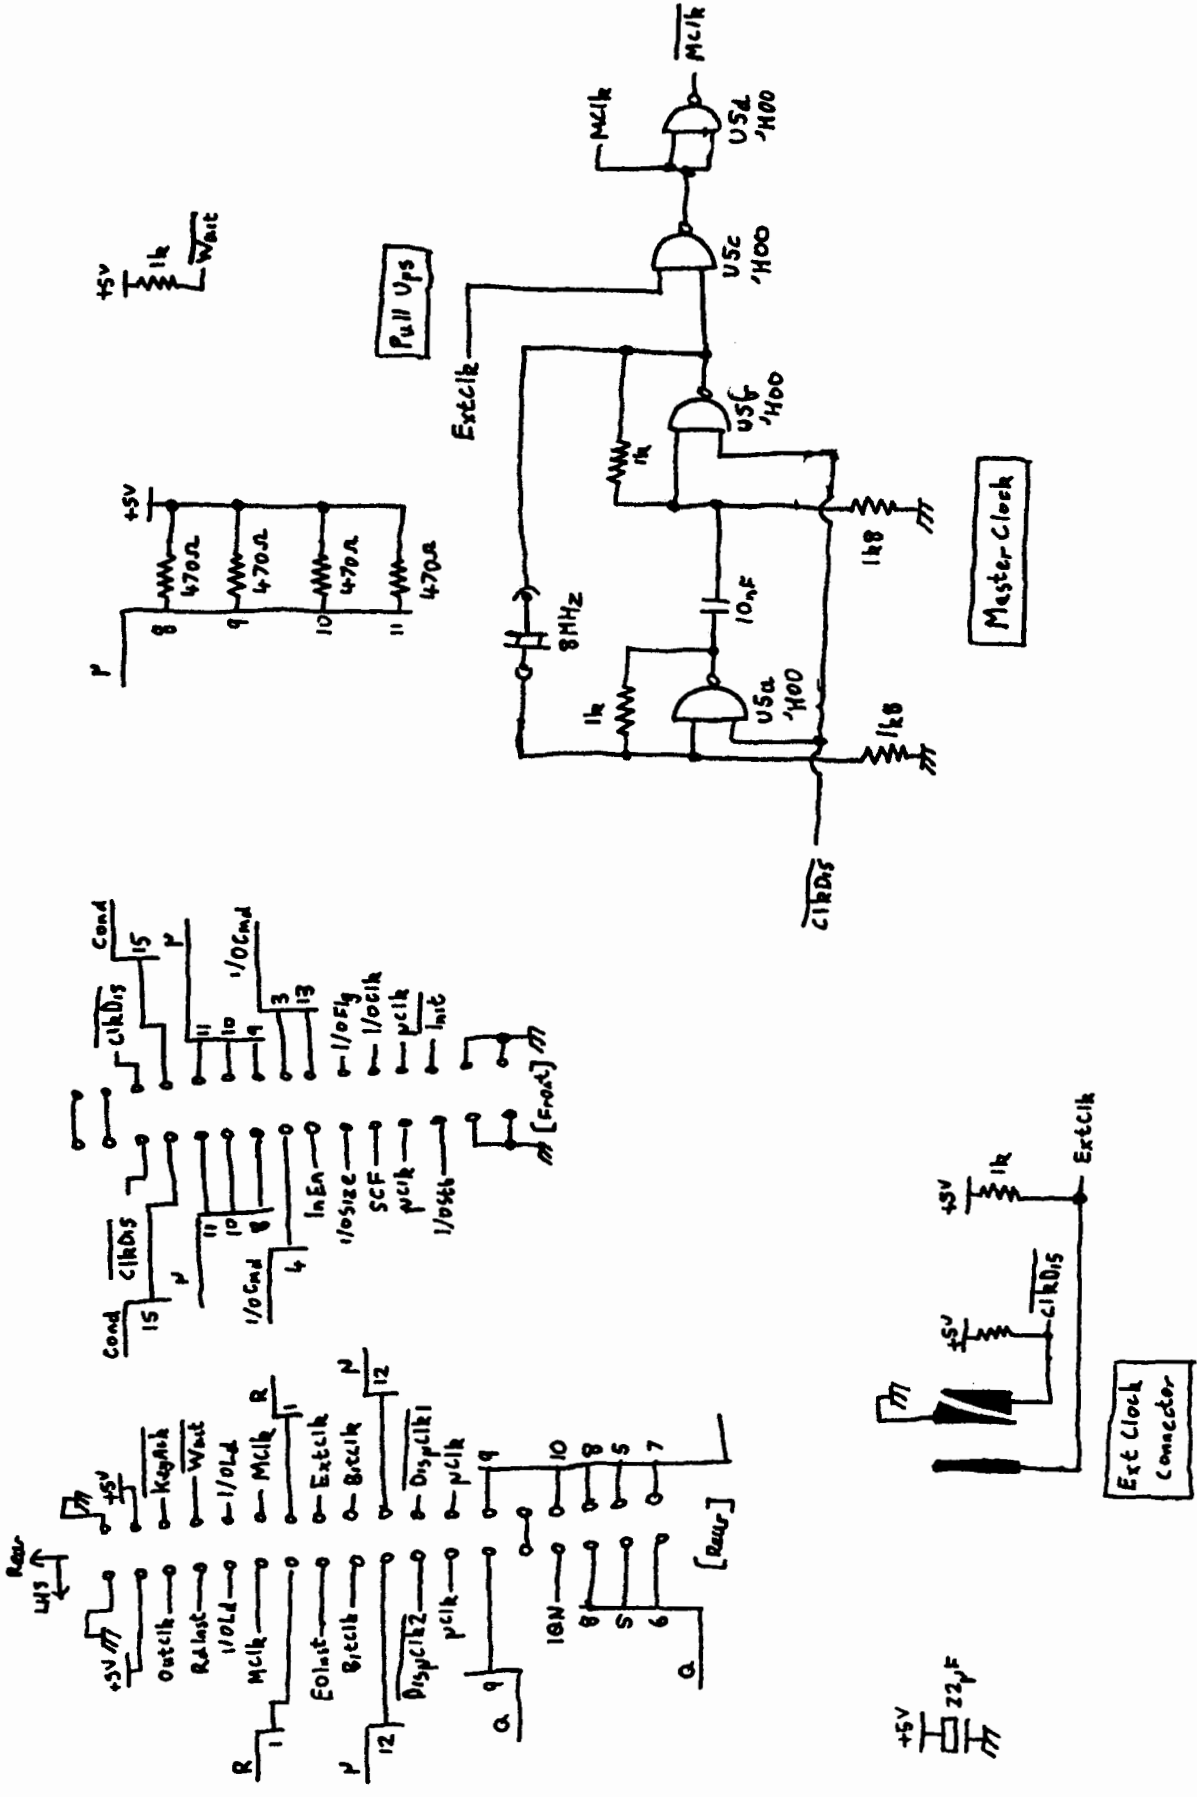 Rear
LHS
+5V
+5V
OutClk
KeyAck
RdInst
Wait
I/OLd
I/OLd
MClk
MClk
R
1
R
1
EOInst
ExtClk
BitClk
BitClk
μ
12
μ
12
DispClk2
DispClk1
μClk
μClk
Q
9
9
IQN
10
8
8
5
5
6
7
Q
[Rear]
ClkDis
ClkDis
Cond
15
Cond
15
μ
11
10
8
μ
11
10
9
I/OCmd
4
I/OCmd
3
13
InEn
I/OSize
I/OFlg
SCF
I/OClk
μClk
μClk
I/OStb
Init
[Front]
μ
8
9
10
11
+5V
470Ω
470Ω
470Ω
470Ω
+5V
1k
Wait
Pull Ups
8MHz
ExtClk
1k
1k
U5a
'H00
10nF
U5b
'H00
U5c
'H00
U5d
'H00
MClk
MClk
1k8
1k8
ClkDis
Master Clock
+5V
22μF
+5V
ClkDis
+5V
1k
ExtClk
Ext Clock
Connector